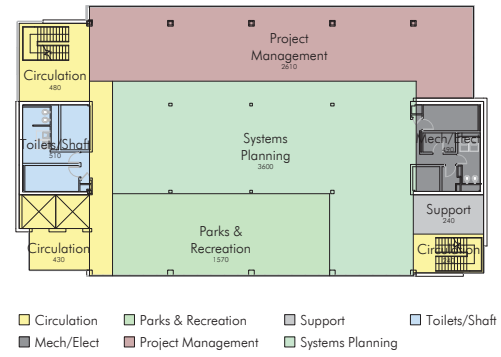 Project
Management
2610
Circulation
480
Toilets/Shaft
510
Mech/Elect
Systems
Planning
3600
Support
240
Parks &
Recreation
1570
Circulation
430
Circulation
Circulation
Parks & Recreation
Support
Toilets/Shaft
Mech/Elect
Project Management
Systems Planning